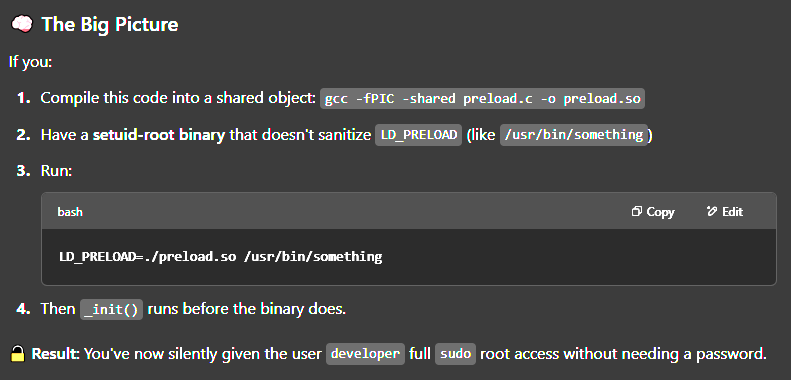 🧠 The Big Picture
If you:
1. Compile this code into a shared object: gcc -fPIC -shared preload.c -o preload.so
2. Have a setuid-root binary that doesn't sanitize LD_PRELOAD (like /usr/bin/something)
3. Run:
bash Copy Edit
LD_PRELOAD=./preload.so /usr/bin/something
4. Then _init() runs before the binary does.
🔓 Result: You've now silently given the user developer full sudo root access without needing a password.